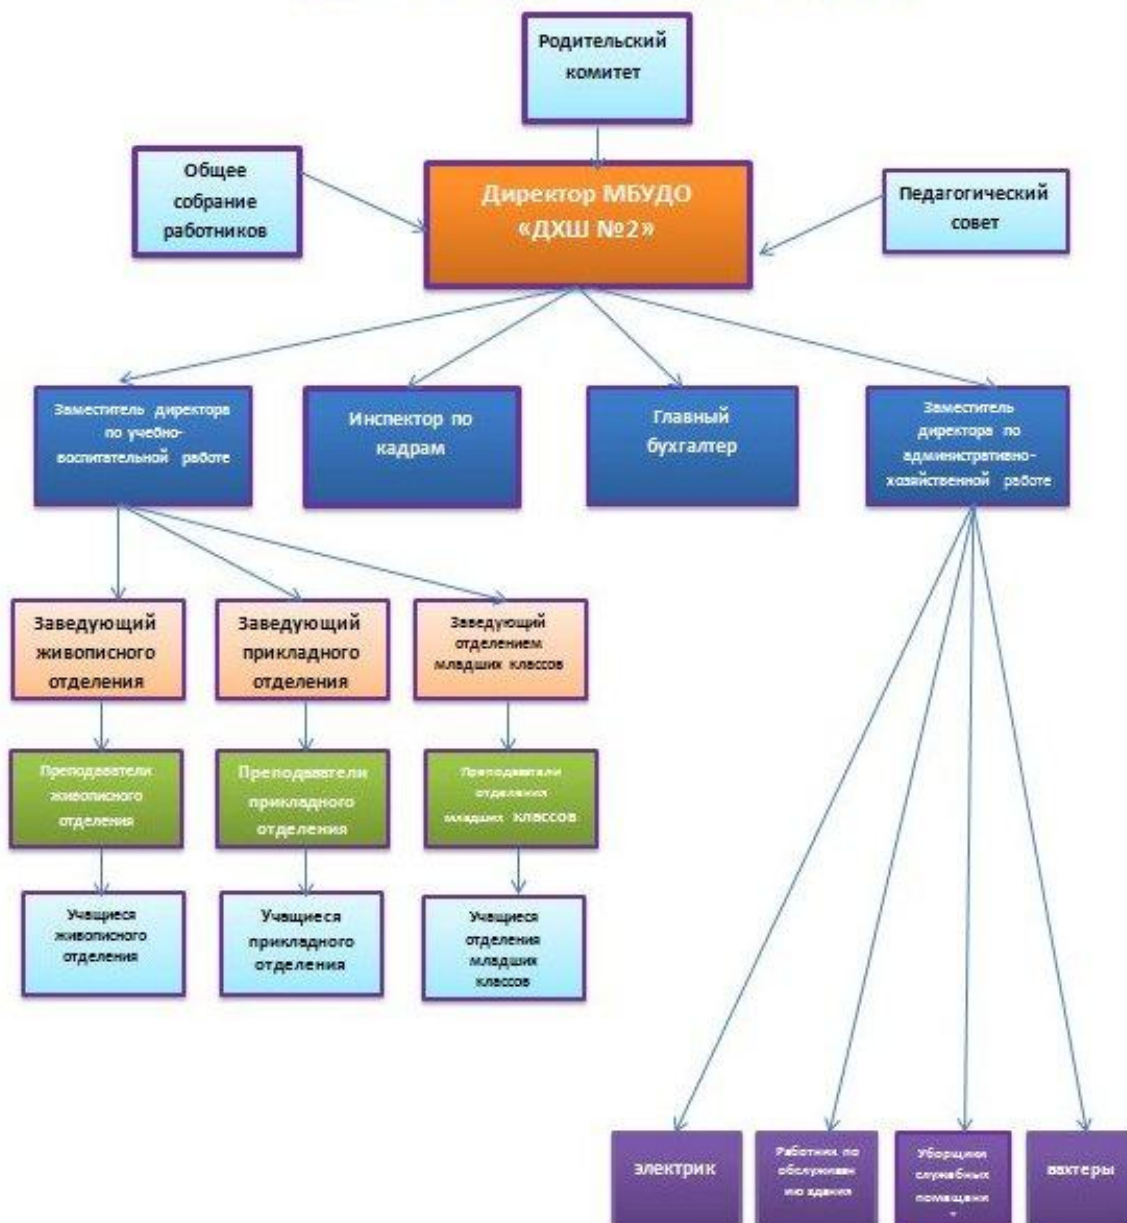 Родительский
комитет
Общее
собрание
работников
Директор МБУДО
«ДХШ №2»
Педагогический
совет
Заместитель директора
по учебно-
воспитательной работе
Инспектор по
кадрам
Главный
бухгалтер
Заместитель
директора по
административно-
хозяйственной работе
Заведующий
живописного
отделения
Заведующий
прикладного
отделения
Заведующий
отделением
младших классов
Преподаватели
живописного
отделения
Преподаватели
прикладного
отделения
Преподаватели
отделения
младших классов
Учащиеся
живописного
отделения
Учащиеся
прикладного
отделения
Учащиеся
отделения
младших
классов
электрик
Работник по
обслуживан
ию здания
Уборщики
служебных
помещени
вахтеры